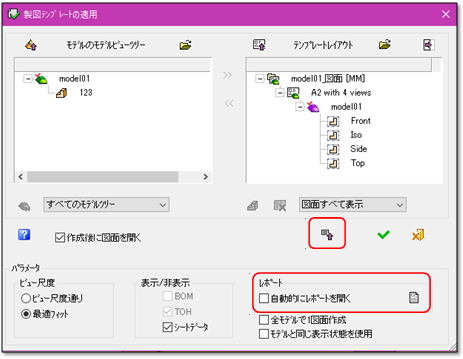 製図ﾃﾝﾌﾟﾚｰﾄの適用
ﾓﾃﾞﾙのﾓﾃﾞﾙﾋﾞｭｰﾂﾘｰ
ﾃﾝﾌﾟﾚｰﾄﾚｲｱｳﾄ
model01
123
model01_図面 [MM]
A2 with 4 views
model01
Front
Iso
Side
Top
すべてのﾓﾃﾞﾙﾂﾘｰ
図面すべて表示
作成後に図面を開く
ﾊﾟﾗﾒｰﾀ
ﾋﾞｭｰ尺度
ﾋﾞｭｰ尺度通り
最適ﾌｨｯﾄ
表示/非表示
BOM
TOH
ｼｰﾄﾃﾞｰﾀ
ﾚﾎﾟｰﾄ
自動的にﾚﾎﾟｰﾄを開く
全ﾓﾃﾞﾙで1図面作成
ﾓﾃﾞﾙと同じ表示状態を使用